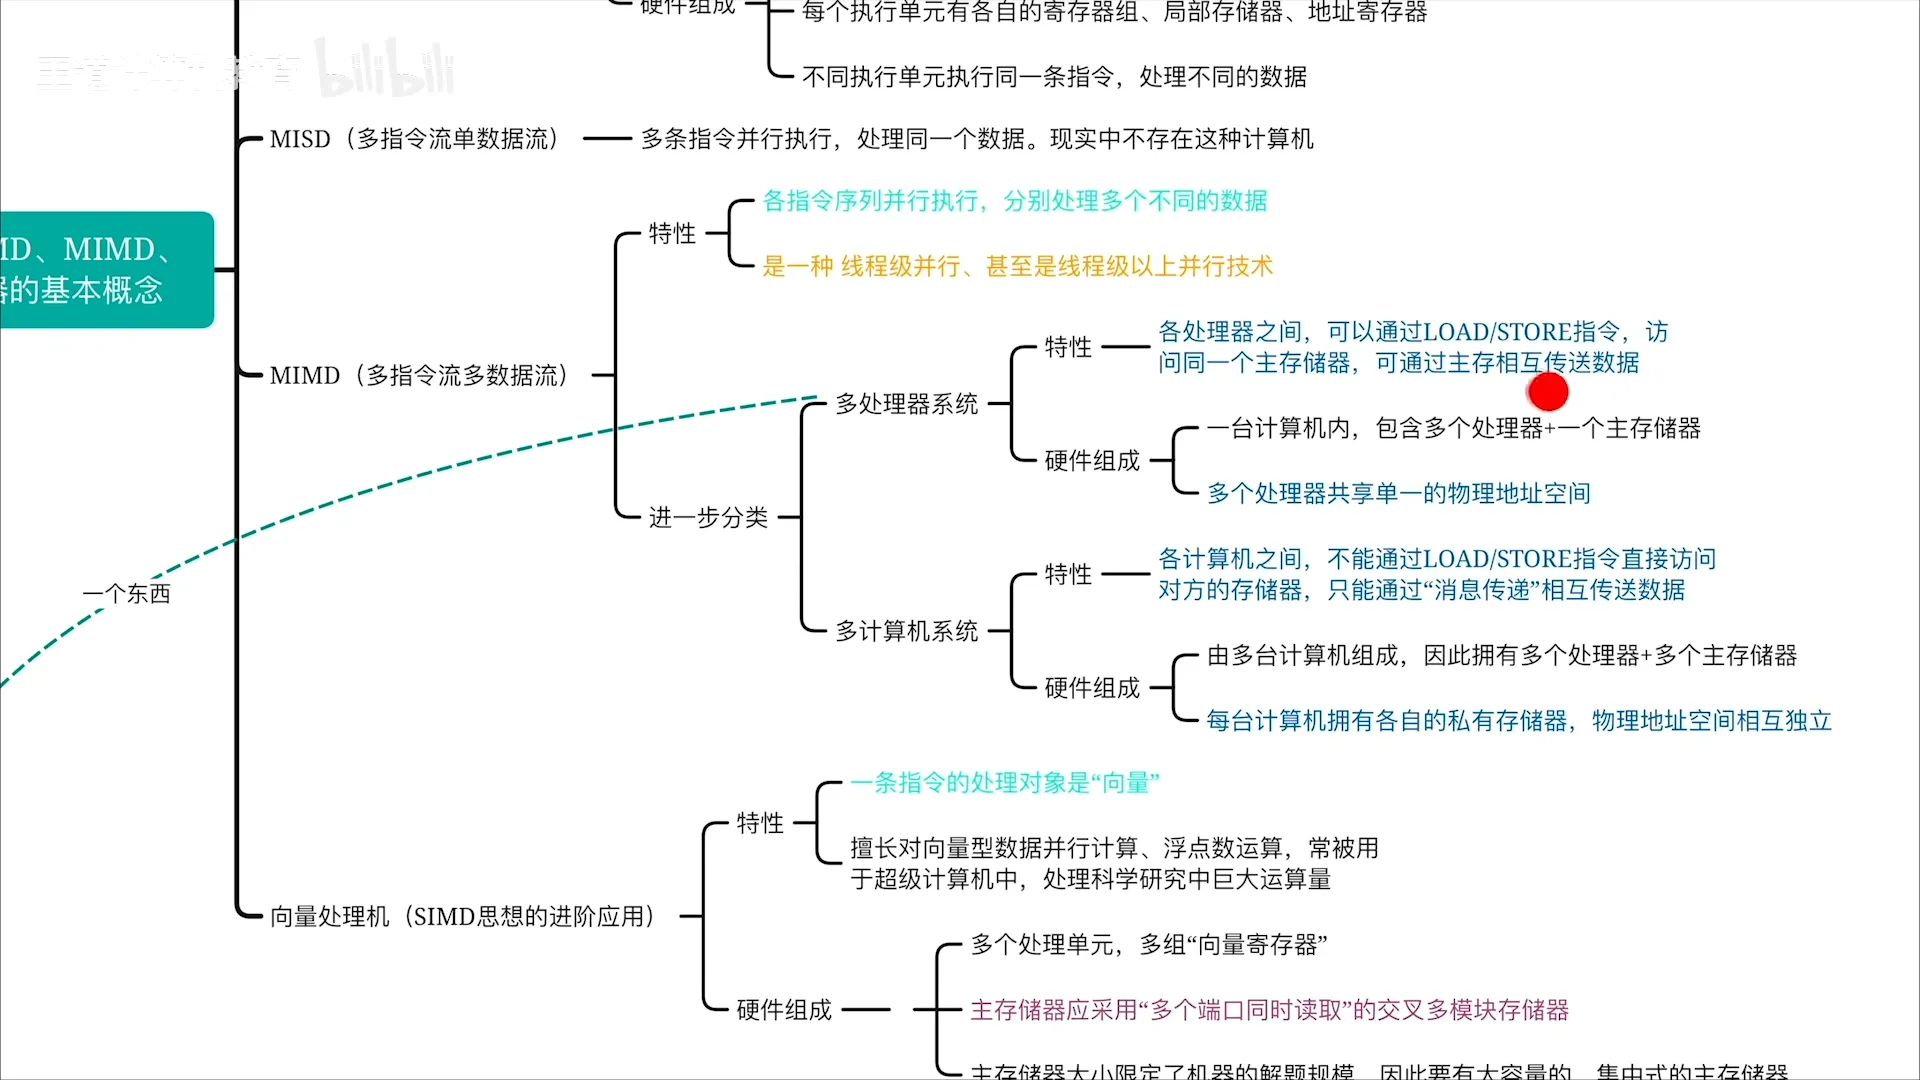 硬件组成
每个执行单元有各自的寄存器组、局部存储器、地址寄存器
王道计算机教育 bilibili
不同执行单元执行同一条指令，处理不同的数据
MISD（多指令流单数据流）
多条指令并行执行，处理同一个数据。现实中不存在这种计算机
各指令序列并行执行，分别处理多个不同的数据
特性
MD、MIMD、
器的基本概念
是一种 线程级并行、甚至是线程级以上并行技术
MIMD（多指令流多数据流）
各处理器之间，可以通过LOAD/STORE指令，访
问同一个主存储器，可通过主存相互传送数据
特性
多处理器系统
一台计算机内，包含多个处理器+一个主存储器
硬件组成
多个处理器共享单一的物理地址空间
进一步分类
各计算机之间，不能通过LOAD/STORE指令直接访问
对方的存储器，只能通过“消息传递”相互传送数据
特性
一个东西
多计算机系统
由多台计算机组成，因此拥有多个处理器+多个主存储器
硬件组成
每台计算机拥有各自的私有存储器，物理地址空间相互独立
一条指令的处理对象是“向量”
特性
擅长对向量型数据并行计算、浮点数运算，常被用
于超级计算机中，处理科学研究中巨大运算量
向量处理机（SIMD思想的进阶应用）
多个处理单元，多组“向量寄存器”
硬件组成
主存储器应采用“多个端口同时读取”的交叉多模块存储器
主存储器大小限定了机器的解题规模，因此要有大容量的、集中式的主存储器